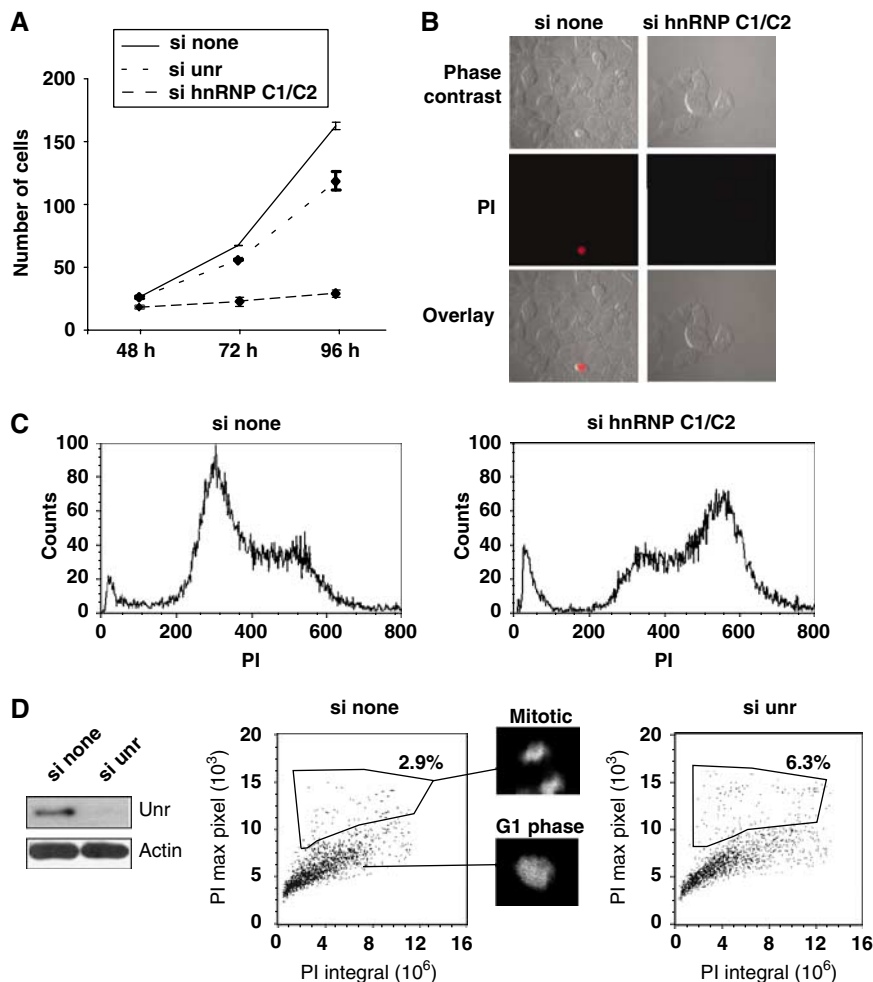 A
si none
si unr
si hnRNP C1/C2
Number of cells
200
150
100
50
0
48 h
72 h
96 h
B
si none
si hnRNP C1/C2
Phase
contrast
PI
Overlay
C
si none
Counts
100
80
60
40
20
0
0
200
400
600
800
PI
si hnRNP C1/C2
Counts
100
80
60
40
20
0
0
200
400
600
800
PI
D
si none
si unr
Unr
Actin
si none
PI max pixel (10³)
20
15
10
5
0
2.9%
0
4
8
12
16
PI integral (10⁶)
Mitotic
G1 phase
si unr
PI max pixel (10³)
20
15
10
5
0
6.3%
0
4
8
12
16
PI integral (10⁶)